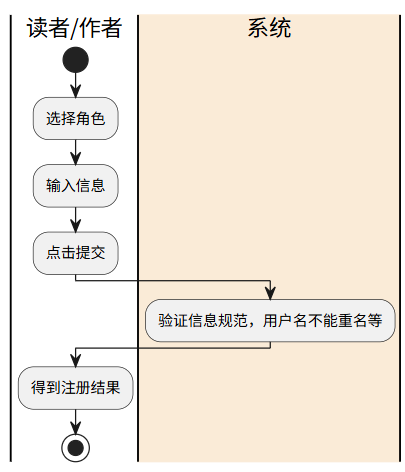 读者/作者
系统
选择角色
输入信息
点击提交
验证信息规范，用户名不能重名等
得到注册结果